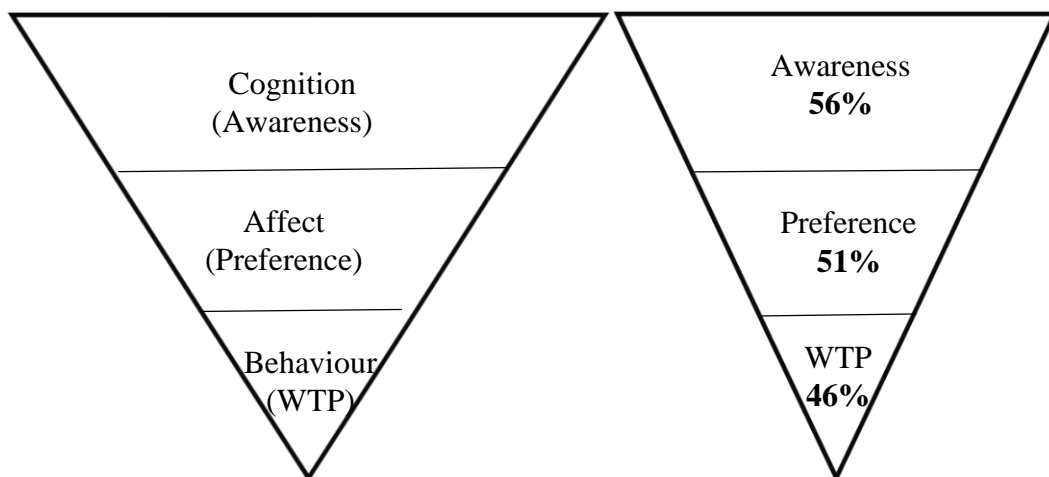 Cognition
(Awareness)
Affect
(Preference)
Behaviour
(WTP)
Awareness
56%
Preference
51%
WTP
46%